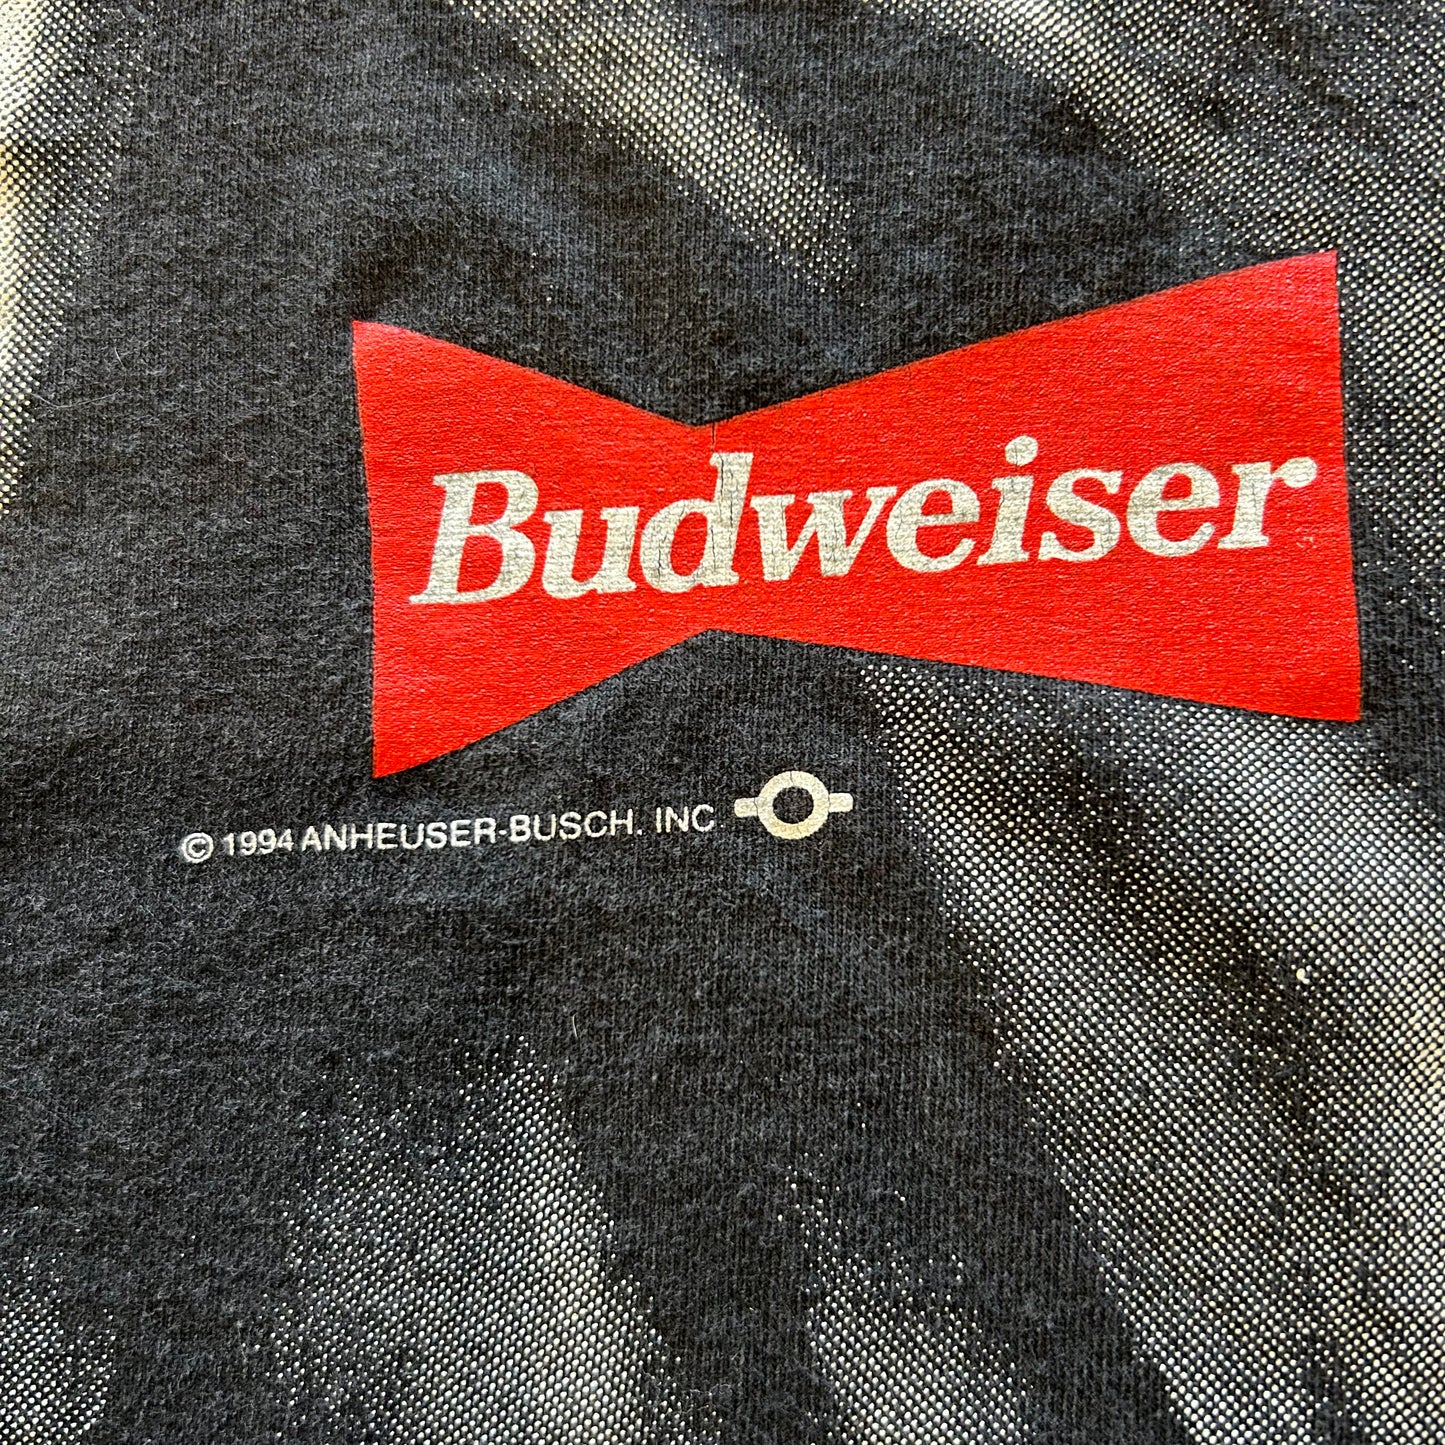 Budweiser
© 1994 ANHEUSER-BUSCH, INC